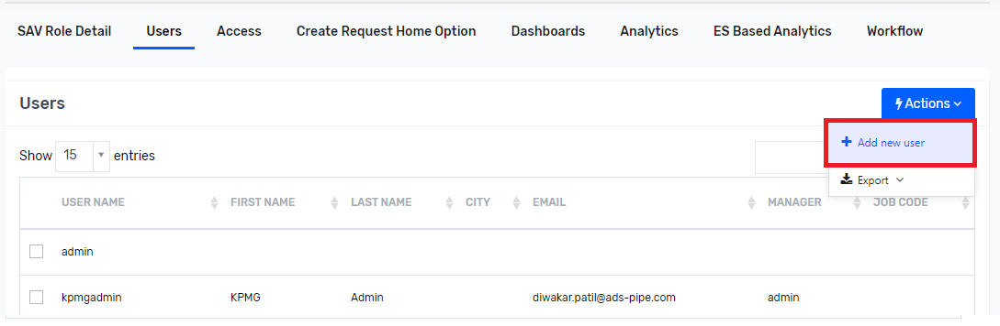 SAV Role Detail Users Access Create Request Home Option Dashboards Analytics ES Based Analytics Workflow
Users Actions
Add new user
Show 15 entries
Export
USER NAME FIRST NAME LAST NAME CITY EMAIL MANAGER JOB CODE
admin
kpmgadmin KPMG Admin diwakar.patil@ads-pipe.com admin